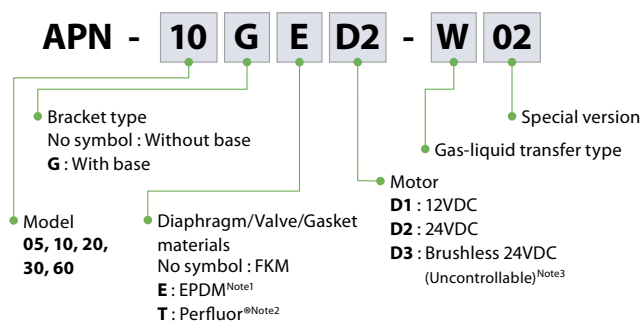 APN - 10 G E D2 - W 02
Special version
Gas-liquid transfer type
Bracket type
No symbol : Without base
G : With base
Motor
D1 : 12VDC
D2 : 24VDC
D3 : Brushless 24VDC
(Uncontrollable)Note3
Model
05, 10, 20,
30, 60
Diaphragm/Valve/Gasket
materials
No symbol : FKM
E : EPDMNote1
T : Perfluor®Note2